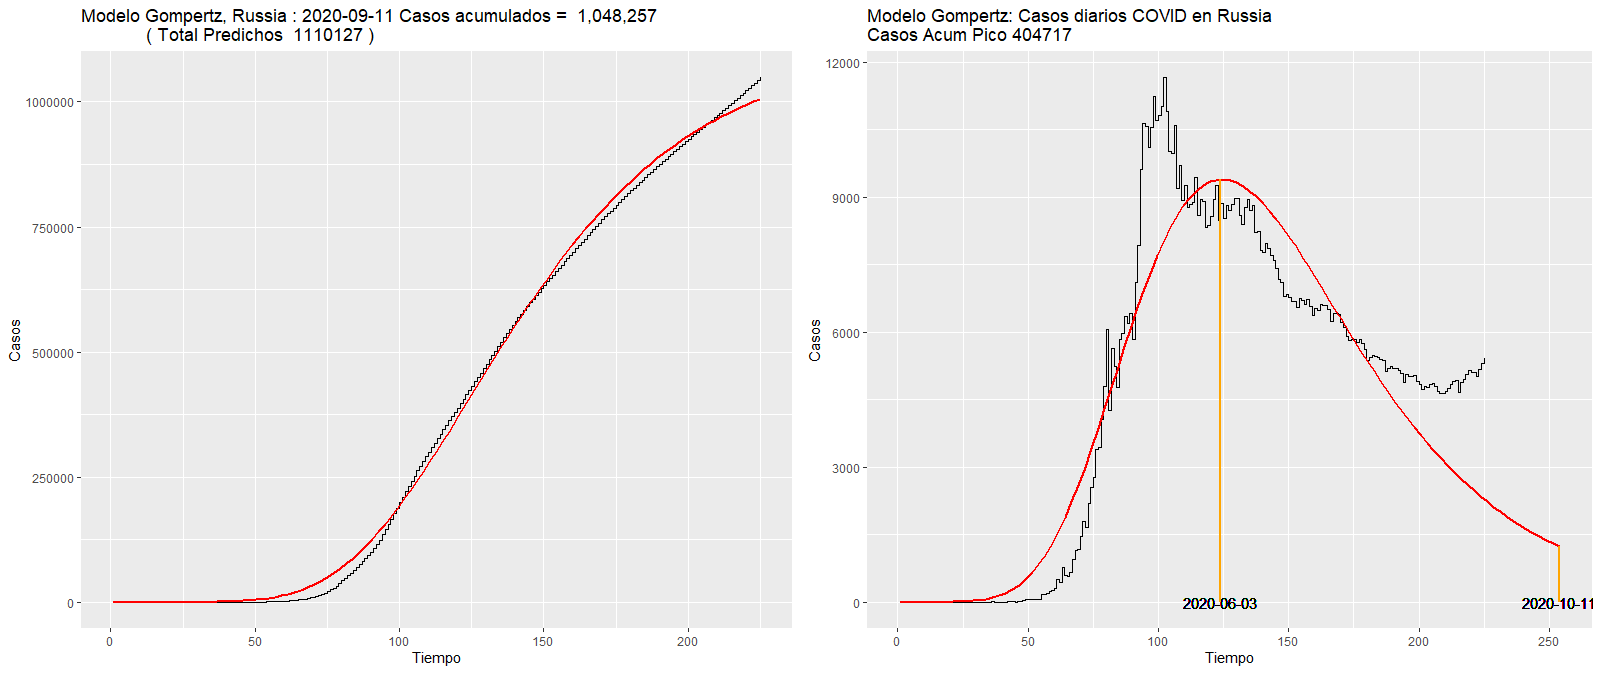 Modelo Gompertz, Russia : 2020-09-11 Casos acumulados =  1,048,257
( Total Predichos  1110127 )
1000000
750000
500000
250000
0
Casos
0 50 100 150 200
Tiempo
Modelo Gompertz: Casos diarios COVID en Russia
Casos Acum Pico 404717
12000
9000
6000
3000
0
Casos
2020-06-03
2020-10-11
0 50 100 150 200 250
Tiempo